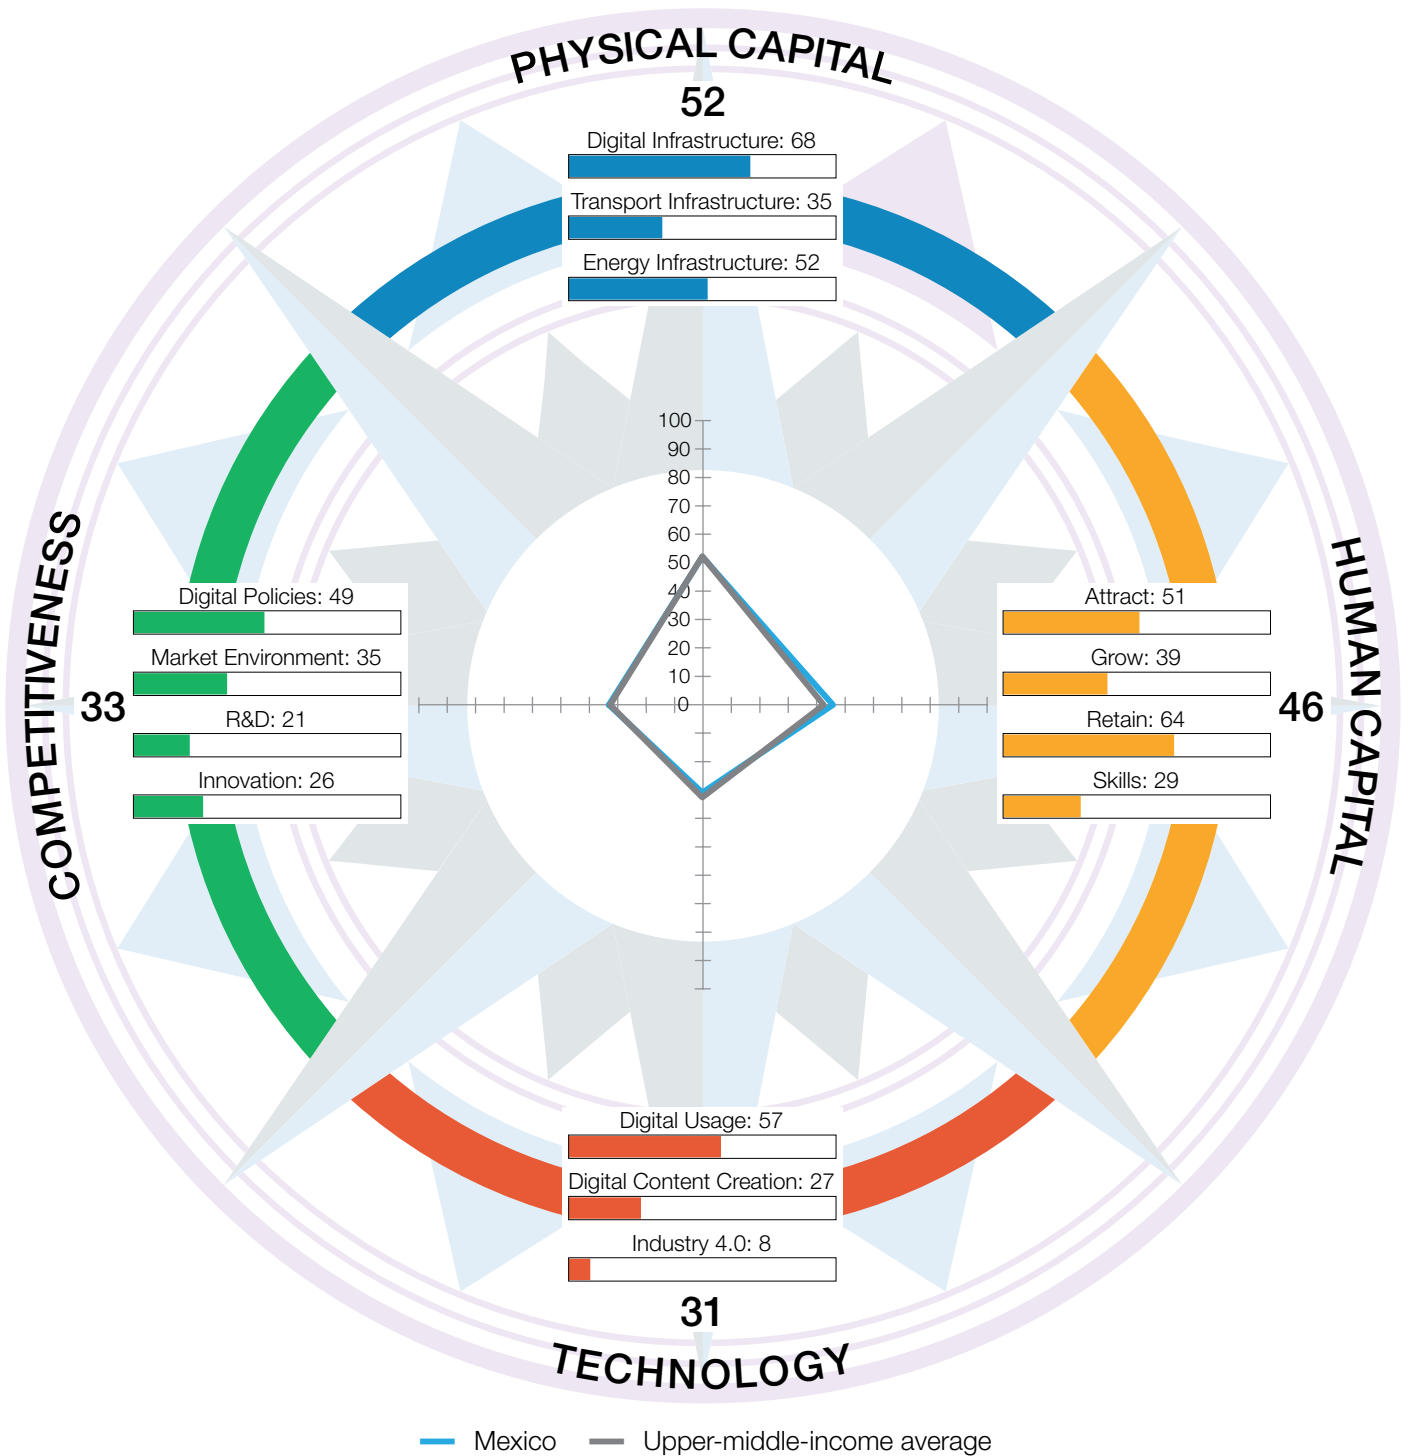 PHYSICAL CAPITAL
52
Digital Infrastructure: 68
Transport Infrastructure: 35
Energy Infrastructure: 52
100
90
80
70
60
50
40
30
20
10
0
COMPETITIVENESS
33
Digital Policies: 49
Market Environment: 35
R&D: 21
Innovation: 26
HUMAN CAPITAL
46
Attract: 51
Grow: 39
Retain: 64
Skills: 29
Digital Usage: 57
Digital Content Creation: 27
Industry 4.0: 8
31
TECHNOLOGY
Mexico
Upper-middle-income average